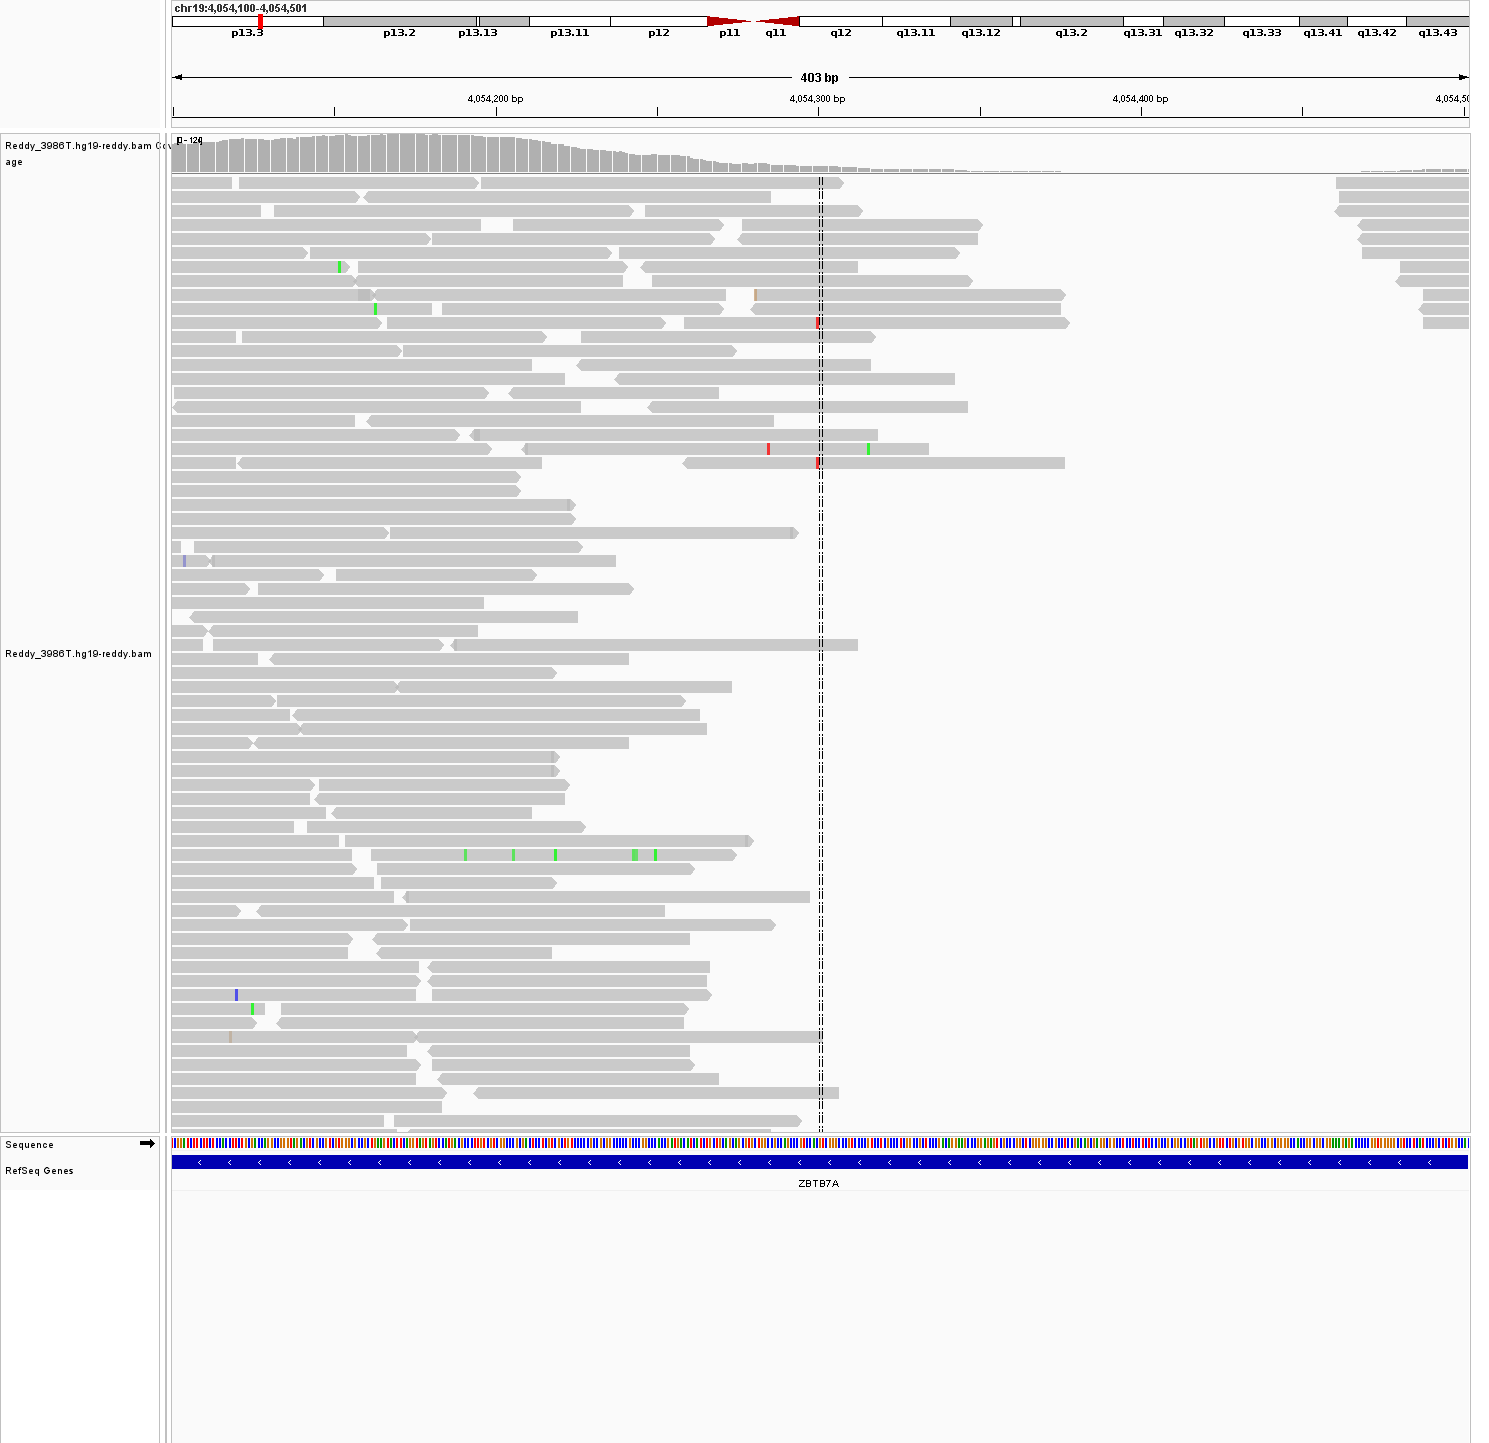 chr19:4,054,100-4,054,501
p13.3 p13.2 p13.13 p13.11 p12 p11 q11 q12 q13.11 q13.12 q13.2 q13.31 q13.32 q13.33 q13.41 q13.42 q13.43
403 bp
4,054,200 bp 4,054,300 bp 4,054,400 bp 4,054,50
Reddy_3986T.hg19-reddy.bam Cov
age
Reddy_3986T.hg19-reddy.bam
Sequence
RefSeq Genes
ZBTB7A